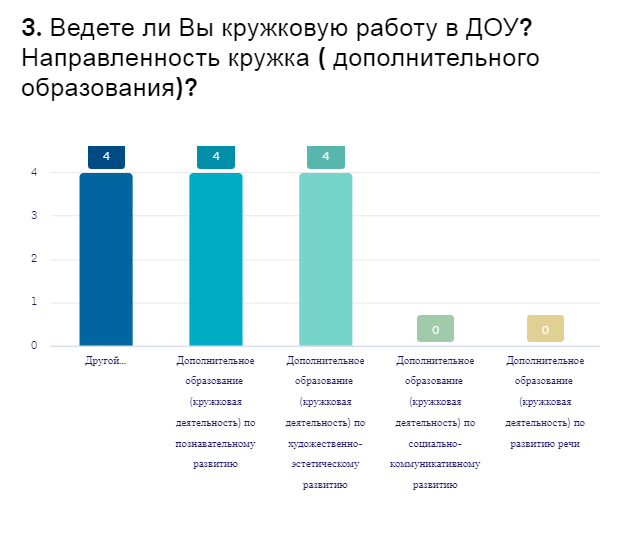 3. Ведете ли Вы кружковую работу в ДОУ?
Направленность кружка ( дополнительного
образования)?
4
4
4
0
0
4
3
2
1
0
Другой...
Дополнительное
образование
(кружковая
деятельность) по
познавательному
развитию
Дополнительное
образование
(кружковая
деятельность) по
художественно-
эстетическому
развитию
Дополнительное
образование
(кружковая
деятельность) по
социально-
коммуникативному
развитию
Дополнительное
образование
(кружковая
деятельность) по
развитию речи